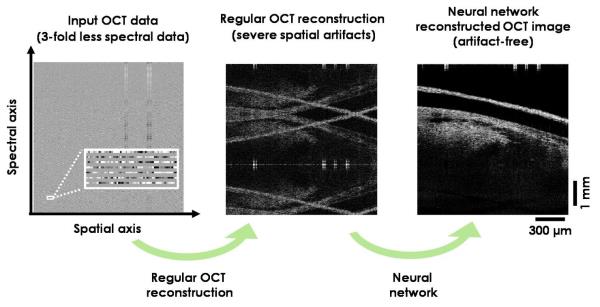 Input OCT data
(3-fold less spectral data)
Regular OCT reconstruction
(severe spatial artifacts)
Neural network
reconstructed OCT image
(artifact-free)
Spectral axis
Spatial axis
1 mm
300 µm
Regular OCT
reconstruction
Neural
network